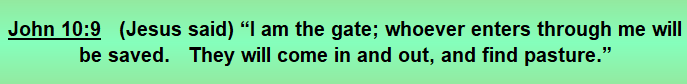 John 10:9   (Jesus said) “I am the gate; whoever enters through me will
be saved.   They will come in and out, and find pasture.”